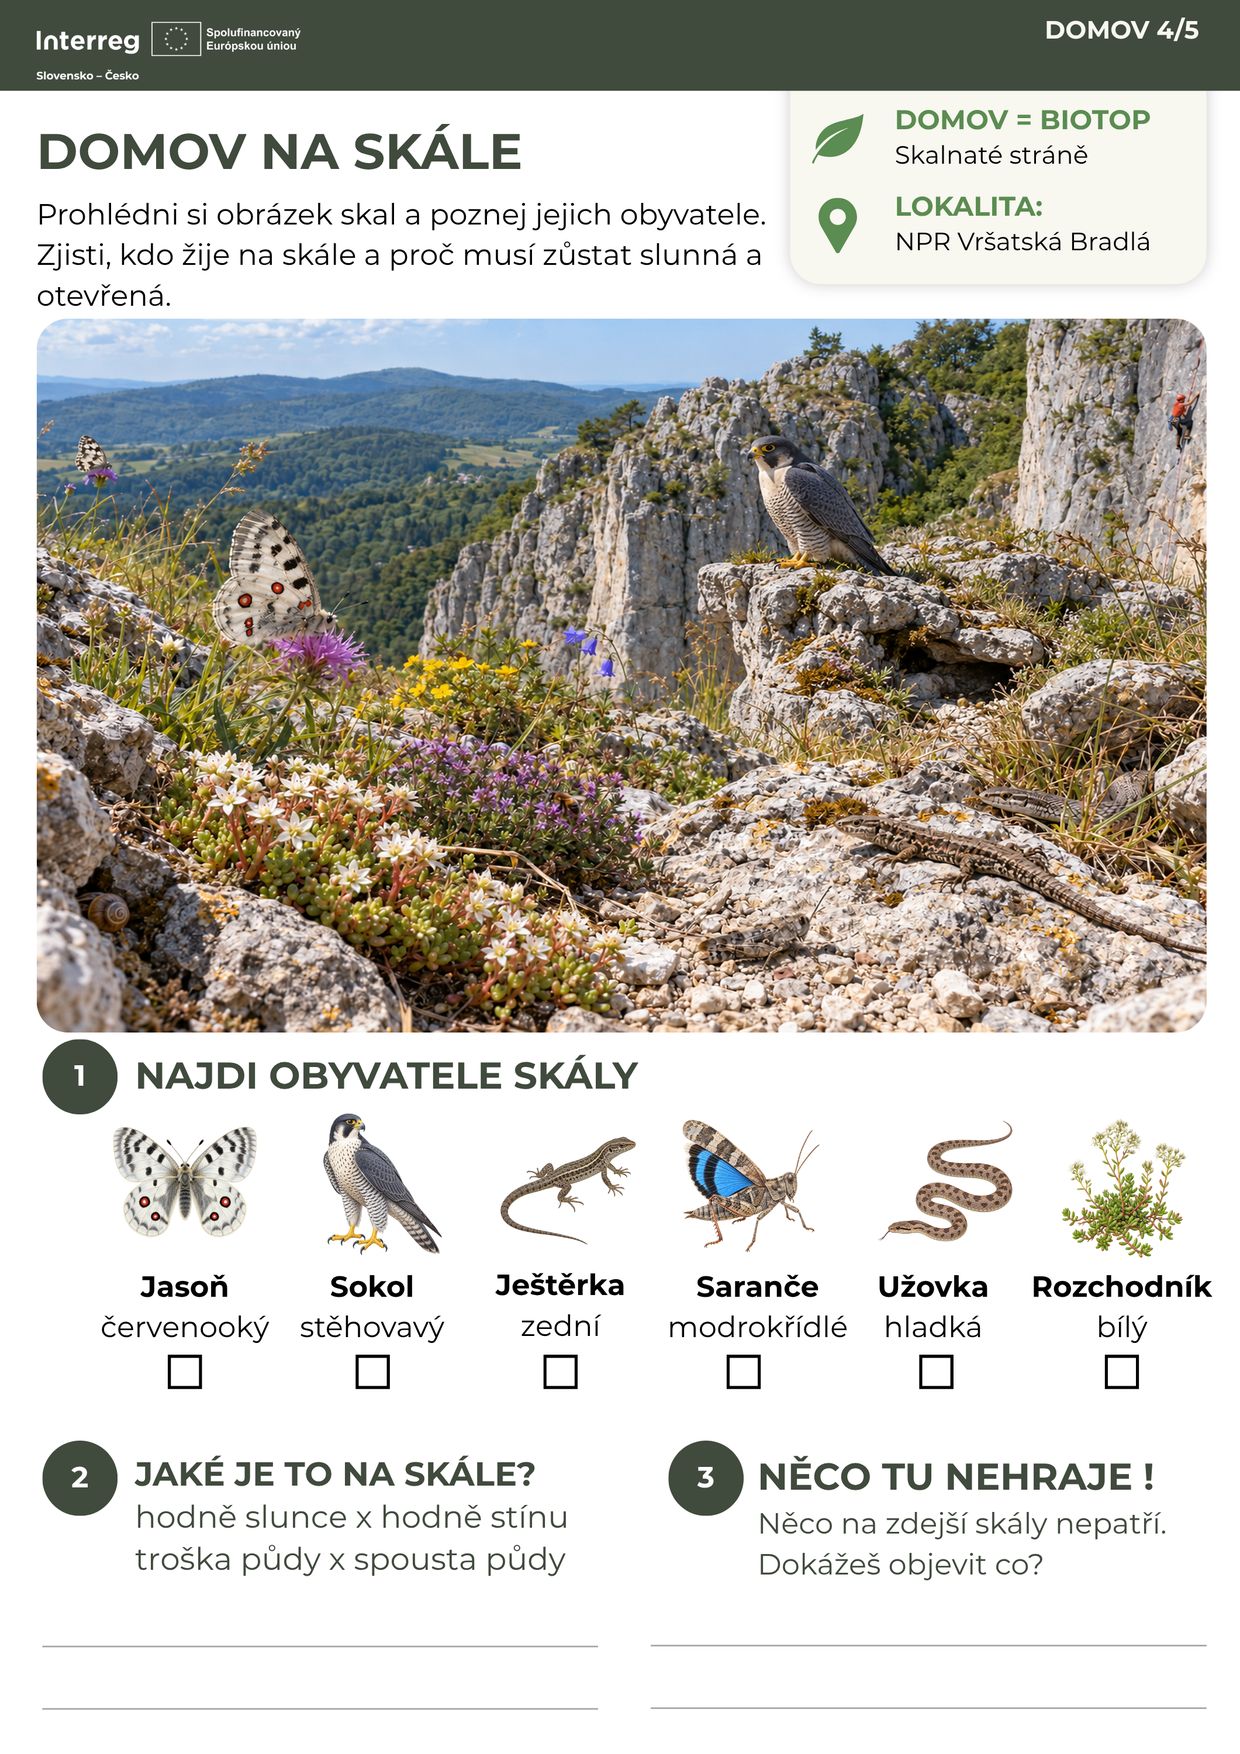 Interreg
Spolufinancovaný
Európskou úniou
Slovensko – Česko
DOMOV 4/5
DOMOV NA SKÁLE
Prohlédni si obrázek skal a poznej jejich obyvatele.
Zjisti, kdo žije na skále a proč musí zůstat slunná a
otevřená.
DOMOV = BIOTOP
Skalnaté stráně
LOKALITA:
NPR Vršatská Bradlá
1 NAJDI OBYVATELE SKÁLY
Jasoň
červenooký
Sokol
stěhovavý
Ještěrka
zední
Saranče
modrokřídlé
Užovka
hladká
Rozchodník
bílý
2 JAKÉ JE TO NA SKÁLE?
hodně slunce x hodně stínu
troška půdy x spousta půdy
3 NĚCO TU NEHRAJE !
Něco na zdejší skály nepatří.
Dokážeš objevit co?